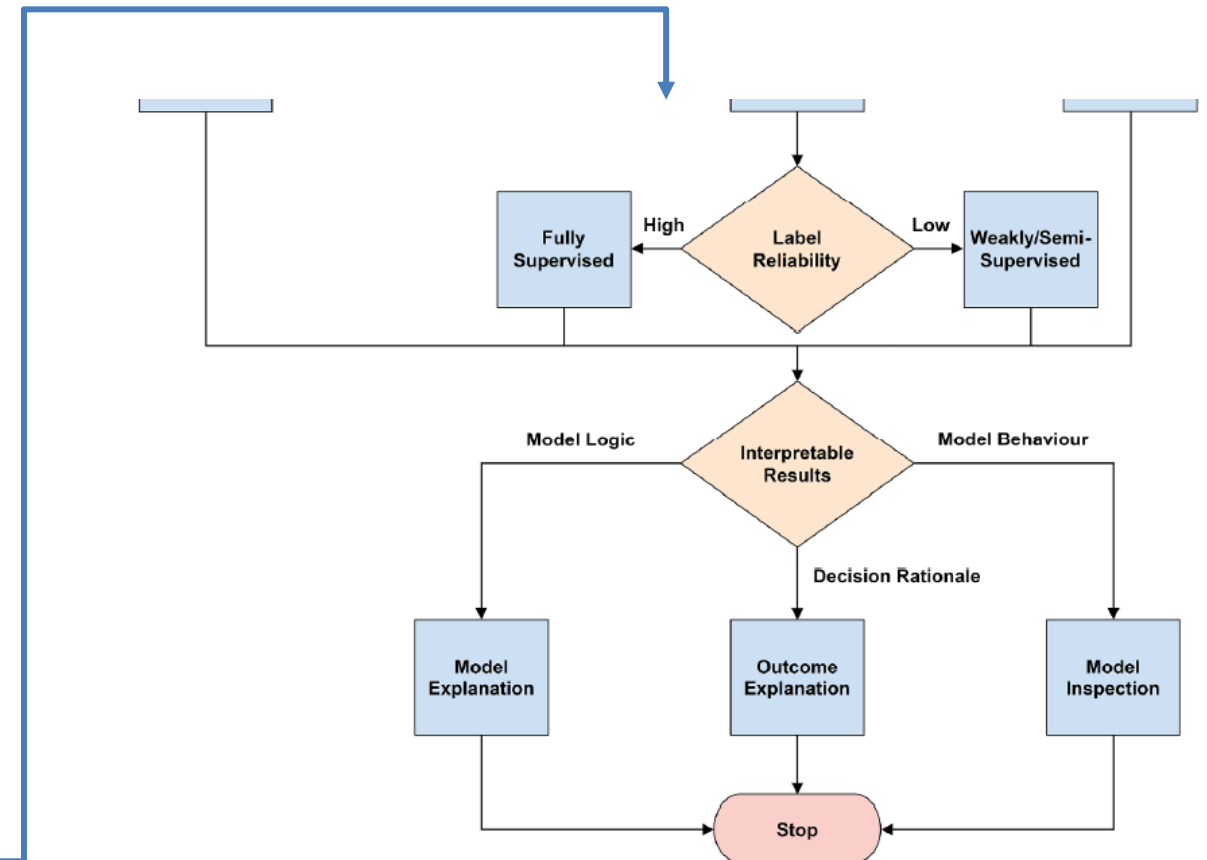 High
Low
Fully
Supervised
Label
Reliability
Weakly/Semi-
Supervised
Model Logic
Model Behaviour
Interpretable
Results
Decision Rationale
Model
Explanation
Outcome
Explanation
Model
Inspection
Stop